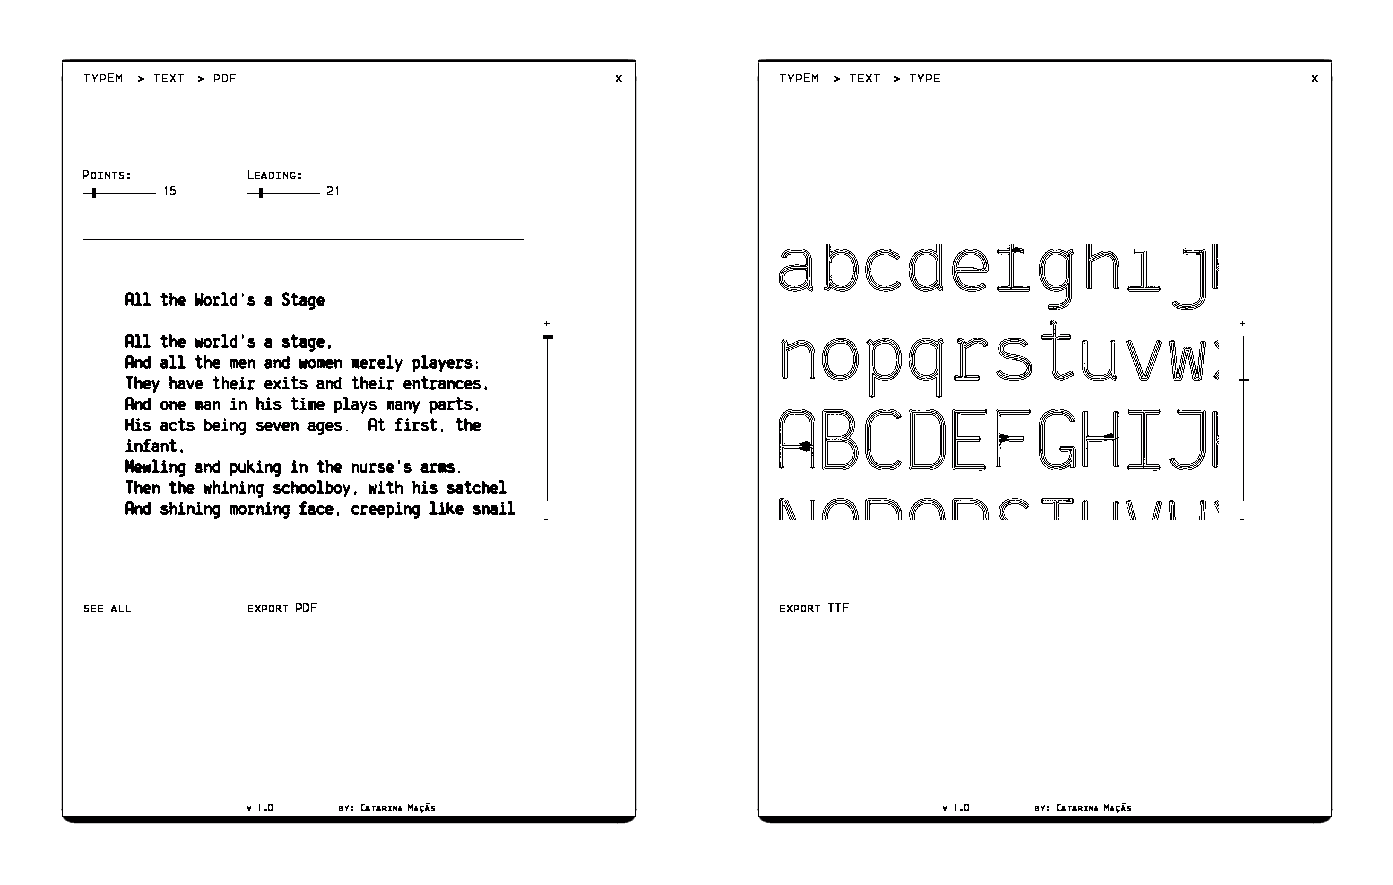 TYPEM > TEXT > PDF
X
POINTS:
LEADING:
15
21
All the World's a Stage
All the world's a stage,
And all the men and women merely players;
They have their exits and their entrances,
And one man in his time plays many parts,
His acts being seven ages.  At first, the
infant,
Mewling and puking in the nurse's arms.
Then the whining schoolboy, with his satchel
And shining morning face, creeping like snail
+
-
SEE ALL
EXPORT PDF
v 1.0
BY: CATARINA MAÇÃS
TYPEM > TEXT > TYPE
X
abcdefghij
nopqrstuvw
ABCDEFGHIJ
NOPQRSTUVW
+
-
EXPORT TTF
v 1.0
BY: CATARINA MAÇÃS